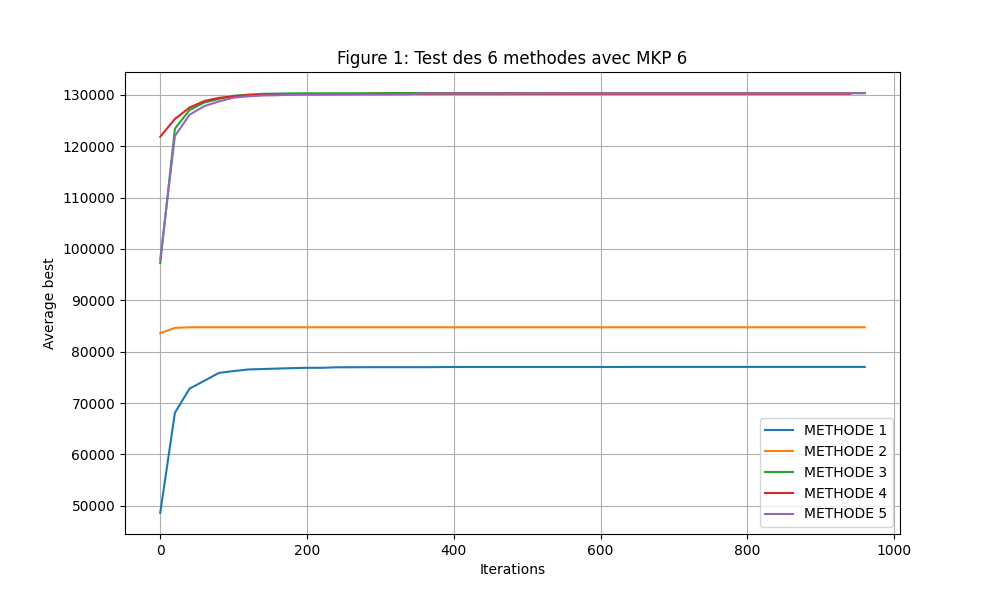 Figure 1: Test des 6 methodes avec MKP 6
Average best
130000
120000
110000
100000
90000
80000
70000
60000
50000
0
200
400
600
800
1000
Iterations
METHODE 1
METHODE 2
METHODE 3
METHODE 4
METHODE 5